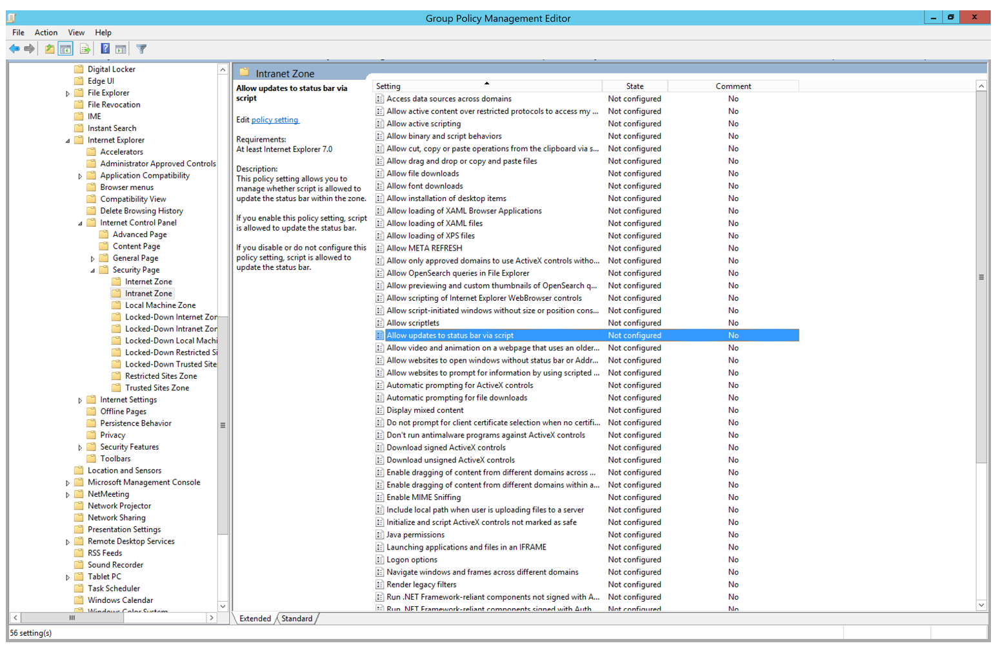 Group Policy Management Editor
File Action View Help
Digital Locker
Edge UI
File Explorer
File Revocation
IME
Instant Search
Internet Explorer
Accelerators
Administrator Approved Controls
Application Compatibility
Browser menus
Compatibility View
Delete Browsing History
Internet Control Panel
Advanced Page
Content Page
General Page
Security Page
Internet Zone
Intranet Zone
Local Machine Zone
Locked-Down Internet Zor
Locked-Down Intranet Zor
Locked-Down Local Machi
Locked-Down Restricted Si
Locked-Down Trusted Site
Restricted Sites Zone
Trusted Sites Zone
Internet Settings
Offline Pages
Persistence Behavior
Privacy
Security Features
Toolbars
Location and Sensors
Microsoft Management Console
NetMeeting
Network Projector
Network Sharing
Presentation Settings
Remote Desktop Services
RSS Feeds
Sound Recorder
Tablet PC
Task Scheduler
Windows Calendar
Windows Color System
Intranet Zone
Allow updates to status bar via
script
Edit policy setting
Requirements:
At least Internet Explorer 7.0
Description:
This policy setting allows you to
manage whether script is allowed to
update the status bar within the zone.
If you enable this policy setting, script
is allowed to update the status bar.
If you disable or do not configure this
policy setting, script is allowed to
update the status bar.
Setting State Comment
Access data sources across domains Not configured No
Allow active content over restricted protocols to access my ... Not configured No
Allow active scripting Not configured No
Allow binary and script behaviors Not configured No
Allow cut, copy or paste operations from the clipboard via s... Not configured No
Allow drag and drop or copy and paste files Not configured No
Allow file downloads Not configured No
Allow font downloads Not configured No
Allow installation of desktop items Not configured No
Allow loading of XAML Browser Applications Not configured No
Allow loading of XAML files Not configured No
Allow loading of XPS files Not configured No
Allow META REFRESH Not configured No
Allow only approved domains to use ActiveX controls witho... Not configured No
Allow OpenSearch queries in File Explorer Not configured No
Allow previewing and custom thumbnails of OpenSearch q... Not configured No
Allow scripting of Internet Explorer WebBrowser controls Not configured No
Allow script-initiated windows without size or position cons... Not configured No
Allow scriptlets Not configured No
Allow updates to status bar via script Not configured No
Allow video and animation on a webpage that uses an older... Not configured No
Allow websites to open windows without status bar or Addr... Not configured No
Allow websites to prompt for information by using scripted ... Not configured No
Automatic prompting for ActiveX controls Not configured No
Automatic prompting for file downloads Not configured No
Display mixed content Not configured No
Do not prompt for client certificate selection when no certifi... Not configured No
Don't run antimalware programs against ActiveX controls Not configured No
Download signed ActiveX controls Not configured No
Download unsigned ActiveX controls Not configured No
Enable dragging of content from different domains across ... Not configured No
Enable dragging of content from different domains within a... Not configured No
Enable MIME Sniffing Not configured No
Include local path when user is uploading files to a server Not configured No
Initialize and script ActiveX controls not marked as safe Not configured No
Java permissions Not configured No
Launching applications and files in an IFRAME Not configured No
Logon options Not configured No
Navigate windows and frames across different domains Not configured No
Render legacy filters Not configured No
Run .NET Framework-reliant components not signed with A... Not configured No
Run .NET Framework-reliant components signed with Auth... Not configured No
Extended Standard
56 setting(s)